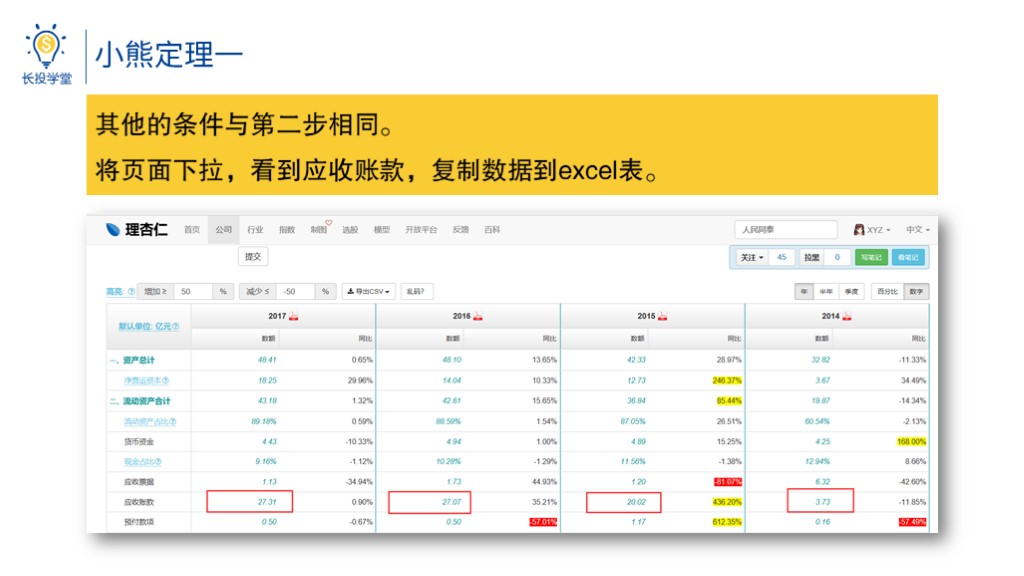 长投学堂
小熊定理一
其他的条件与第二步相同。
将页面下拉，看到应收账款，复制数据到excel表。
理杏仁 首页 公司 行业 指数 制图 选股 模型 开放平台 反馈 百科 人民同泰 XYZ 中文
提交 关注 45 拉黑 0 写笔记 看笔记
高亮: 增加≥ 50 % 减少≤ -50 % 导出CSV 乱码? 年 半年 季度 百分比 数字
默认单位: 亿元 2017 2016 2015 2014
数额 同比 数额 同比 数额 同比 数额 同比
一、资产总计 48.41 0.65% 48.10 13.65% 42.33 28.97% 32.82 -11.33%
净营运资本 18.25 29.96% 14.04 10.33% 12.73 246.37% 3.67 34.49%
二、流动资产合计 43.18 1.32% 42.61 15.65% 36.84 85.44% 19.87 -14.34%
流动资产占比 89.18% 0.59% 88.59% 1.54% 87.05% 26.51% 60.54% -2.13%
货币资金 4.43 -10.33% 4.94 1.00% 4.89 15.25% 4.25 168.00%
现金占比 9.16% -1.12% 10.28% -1.29% 11.56% -1.38% 12.94% 8.66%
应收票据 1.13 -34.94% 1.73 44.93% 1.20 -81.07% 6.32 -42.60%
应收账款 27.31 0.90% 27.07 35.21% 20.02 436.20% 3.73 -11.85%
预付款项 0.50 -0.67% 0.50 -57.01% 1.17 612.35% 0.16 -57.49%